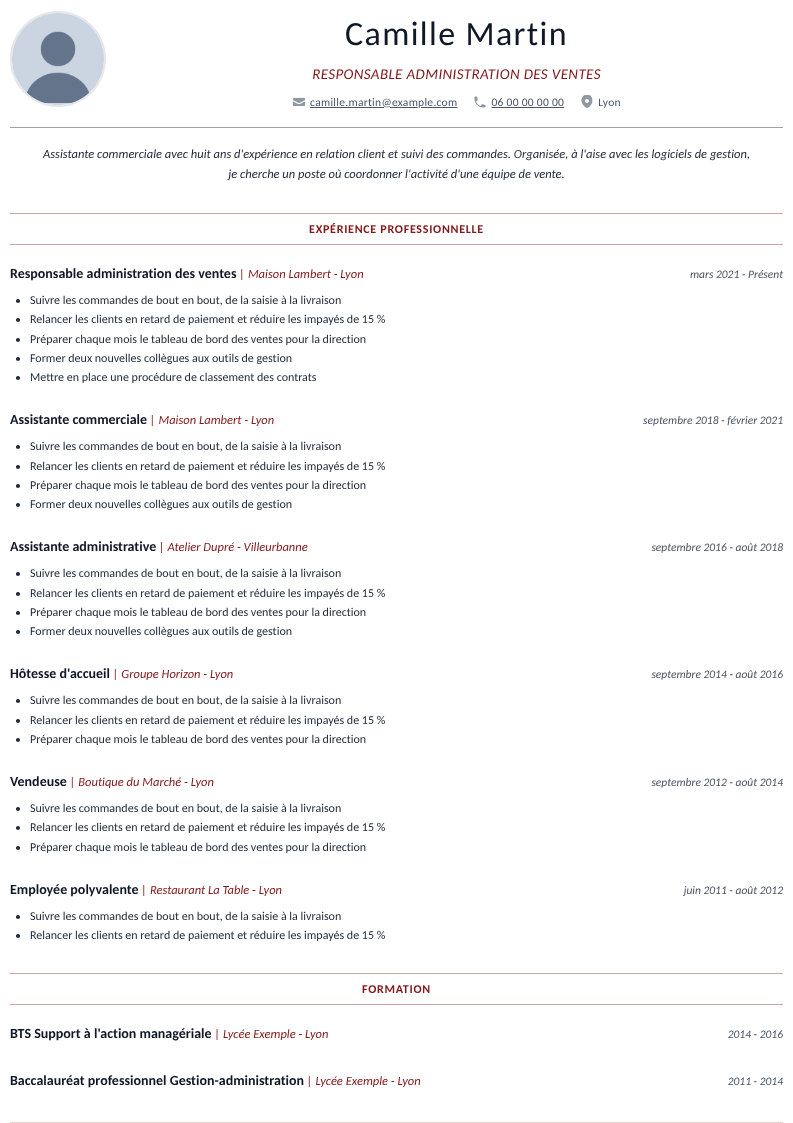 Camille Martin
RESPONSABLE ADMINISTRATION DES VENTES
camille.martin@example.com 06 00 00 00 00 Lyon
Assistante commerciale avec huit ans d'expérience en relation client et suivi des commandes. Organisée, à l'aise avec les logiciels de gestion,
je cherche un poste où coordonner l'activité d'une équipe de vente.
EXPÉRIENCE PROFESSIONNELLE
Responsable administration des ventes | Maison Lambert - Lyon mars 2021 - Présent
• Suivre les commandes de bout en bout, de la saisie à la livraison
• Relancer les clients en retard de paiement et réduire les impayés de 15 %
• Préparer chaque mois le tableau de bord des ventes pour la direction
• Former deux nouvelles collègues aux outils de gestion
• Mettre en place une procédure de classement des contrats
Assistante commerciale | Maison Lambert - Lyon septembre 2018 - février 2021
• Suivre les commandes de bout en bout, de la saisie à la livraison
• Relancer les clients en retard de paiement et réduire les impayés de 15 %
• Préparer chaque mois le tableau de bord des ventes pour la direction
• Former deux nouvelles collègues aux outils de gestion
Assistante administrative | Atelier Dupré - Villeurbanne septembre 2016 - août 2018
• Suivre les commandes de bout en bout, de la saisie à la livraison
• Relancer les clients en retard de paiement et réduire les impayés de 15 %
• Préparer chaque mois le tableau de bord des ventes pour la direction
• Former deux nouvelles collègues aux outils de gestion
Hôtesse d'accueil | Groupe Horizon - Lyon septembre 2014 - août 2016
• Suivre les commandes de bout en bout, de la saisie à la livraison
• Relancer les clients en retard de paiement et réduire les impayés de 15 %
• Préparer chaque mois le tableau de bord des ventes pour la direction
Vendeuse | Boutique du Marché - Lyon septembre 2012 - août 2014
• Suivre les commandes de bout en bout, de la saisie à la livraison
• Relancer les clients en retard de paiement et réduire les impayés de 15 %
• Préparer chaque mois le tableau de bord des ventes pour la direction
Employée polyvalente | Restaurant La Table - Lyon juin 2011 - août 2012
• Suivre les commandes de bout en bout, de la saisie à la livraison
• Relancer les clients en retard de paiement et réduire les impayés de 15 %
FORMATION
BTS Support à l'action managériale | Lycée Exemple - Lyon 2014 - 2016
Baccalauréat professionnel Gestion-administration | Lycée Exemple - Lyon 2011 - 2014